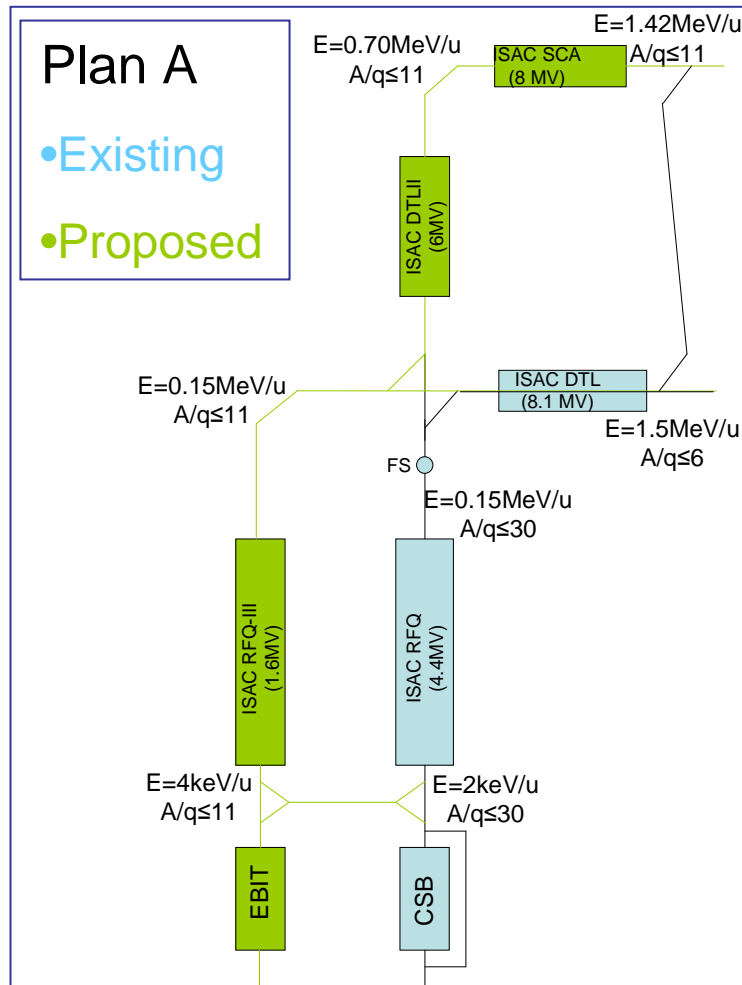 Plan A
•Existing
•Proposed
E=0.70MeV/u
A/q≤11
ISAC SCA
(8 MV)
E=1.42MeV/u
A/q≤11
ISAC DTLII
(6MV)
E=0.15MeV/u
A/q≤11
ISAC DTL
(8.1 MV)
E=1.5MeV/u
A/q≤6
FS
E=0.15MeV/u
A/q≤30
ISAC RFQ-III
(1.6MV)
ISAC RFQ
(4.4MV)
E=4keV/u
A/q≤11
E=2keV/u
A/q≤30
EBIT
CSB